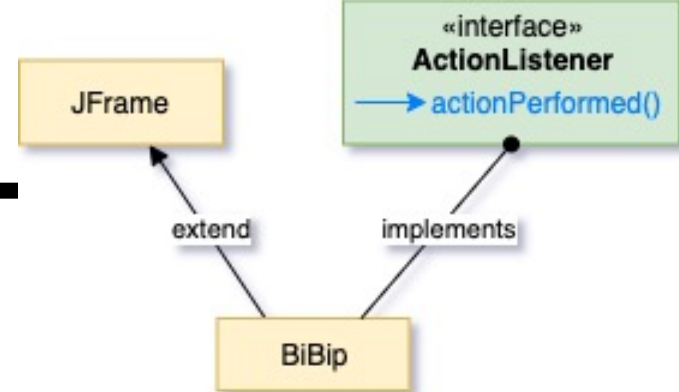 «interface»
ActionListener
actionPerformed()
JFrame
extend
implements
BiBip